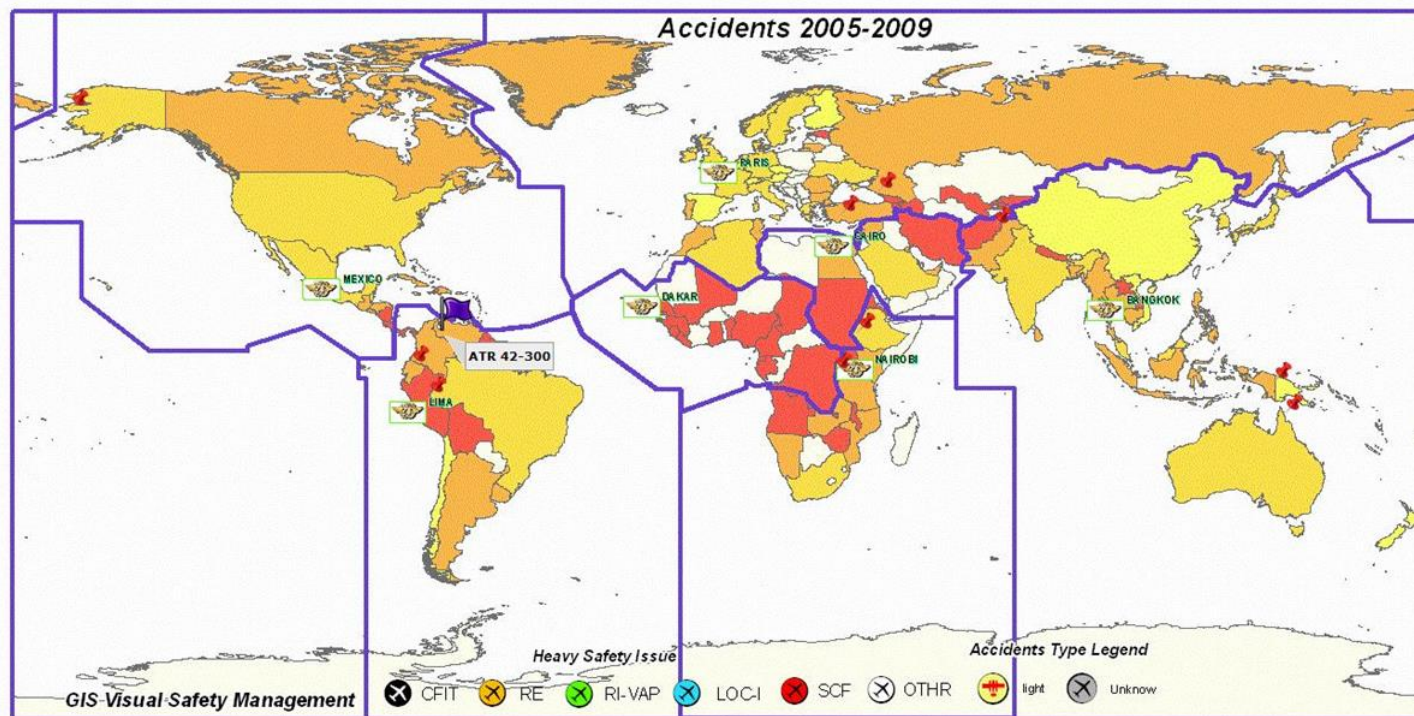 Accidents 2005-2009
PARIS
CAIRO
MEXICO
DAKAR
BANGKOK
ATR 42-300
NAIROBI
LIMA
Heavy Safety Issue
Accidents Type Legend
GIS Visual Safety Management
CFIT
RE
RI-VAP
LOC-I
SCF
OTHR
light
Unknow